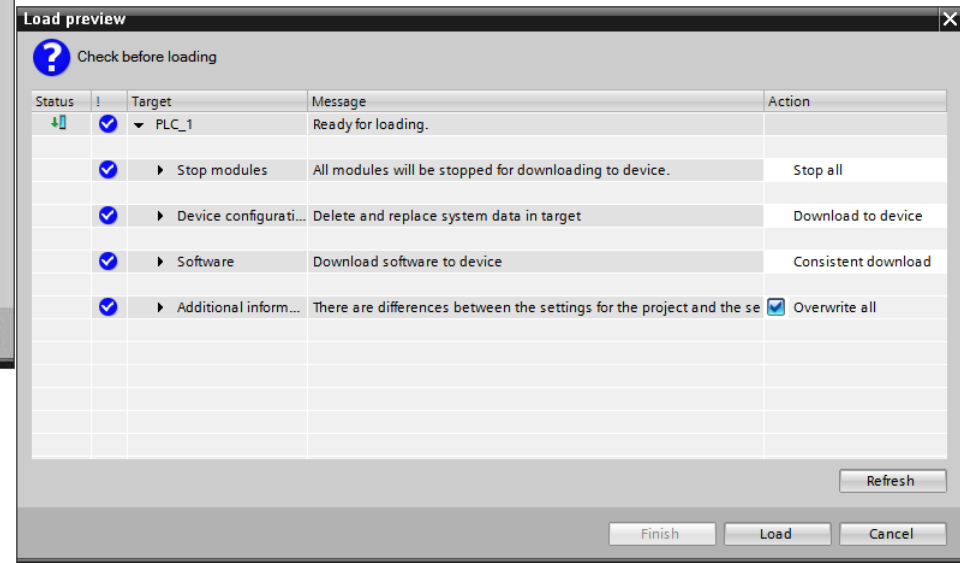 Load preview
Check before loading
Status ! Target Message Action
PLC_1 Ready for loading.
Stop modules All modules will be stopped for downloading to device. Stop all
Device configurati... Delete and replace system data in target Download to device
Software Download software to device Consistent download
Additional inform... There are differences between the settings for the project and the se Overwrite all
Refresh
Finish Load Cancel